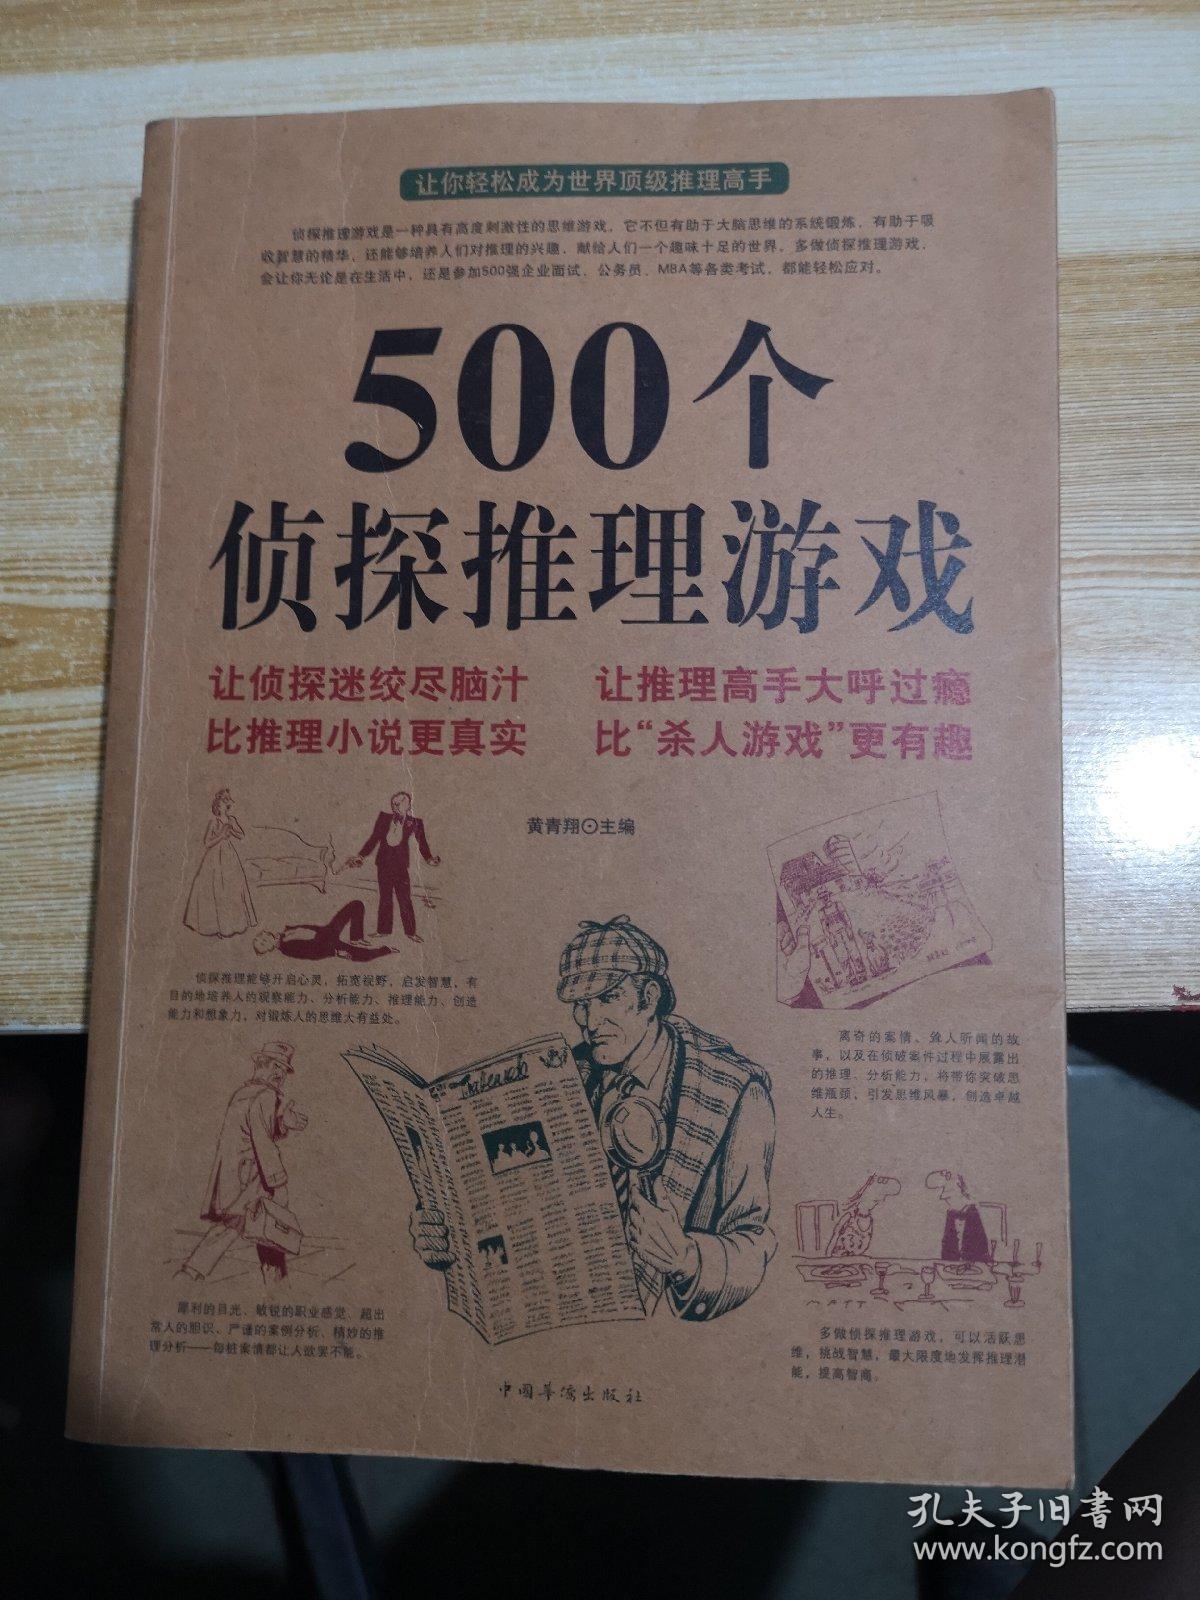 让你轻松成为世界顶级推理高手
侦探推理游戏是一种具有高度刺激性的思维游戏，它不但有助于大脑思维的系统锻炼，有助于吸
收智慧的精华，还能够培养人们对推理的兴趣，献给人们一个趣味十足的世界。多做侦探推理游戏，
会让你无论是在生活中，还是参加500强企业面试、公务员、MBA等各类考试，都能轻松应对。
500个
侦探推理游戏
让侦探迷绞尽脑汁 让推理高手大呼过瘾
比推理小说更真实 比“杀人游戏”更有趣
黄青翔⊙主编
侦探推理能够开启心灵，拓宽视野，启发智慧，有
目的地培养人的观察能力、分析能力、推理能力、创造
能力和想象力，对锻炼人的思维大有益处。
离奇的案情、耸人听闻的故
事，以及在侦破案件过程中展露出
的推理、分析能力，将带你突破思
维瓶颈，引发思维风暴，创造卓越
人生。
犀利的目光、敏锐的职业感觉、超出
常人的胆识、严谨的案例分析、精妙的推
理分析——每桩案情都让人欲罢不能。
MATT
多做侦探推理游戏，可以活跃思
维，挑战智慧，最大限度地发挥推理潜
能，提高智商。
中国华侨出版社
孔夫子旧书网
www.kongfz.com